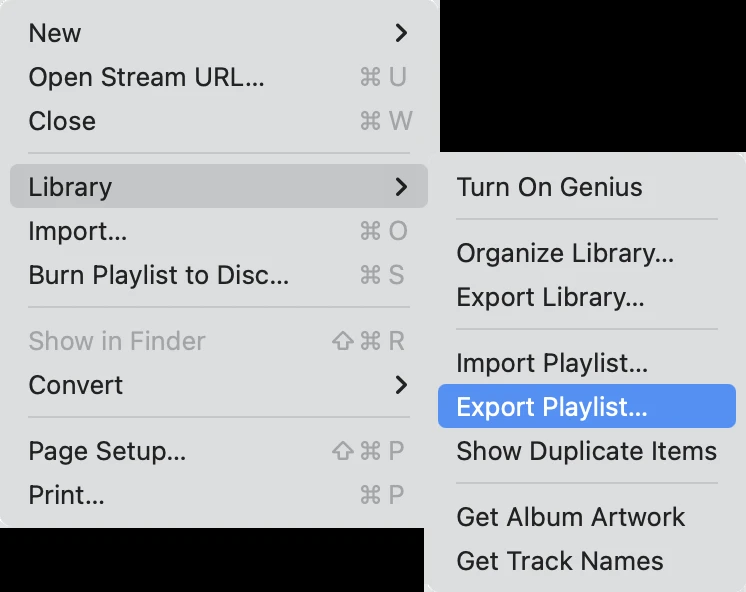 New
Open Stream URL... ⌘ U
Close ⌘ W
Library
Import... ⌘ O
Burn Playlist to Disc... ⌘ S
Show in Finder ⇧ ⌘ R
Convert
Page Setup... ⇧ ⌘ P
Print... ⌘ P
Turn On Genius
Organize Library...
Export Library...
Import Playlist...
Export Playlist...
Show Duplicate Items
Get Album Artwork
Get Track Names